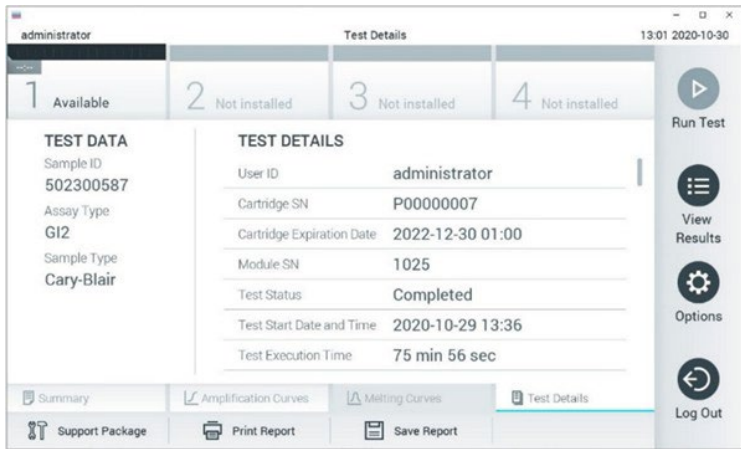 administrator Test Details 13:01 2020-10-30
--:--
1 Available 2 Not installed 3 Not installed 4 Not installed
Run Test
View
Results
Options
Log Out
TEST DATA
Sample ID
502300587
Assay Type
GI2
Sample Type
Cary-Blair
TEST DETAILS
User ID administrator
Cartridge SN P00000007
Cartridge Expiration Date 2022-12-30 01:00
Module SN 1025
Test Status Completed
Test Start Date and Time 2020-10-29 13:36
Test Execution Time 75 min 56 sec
Summary Amplification Curves Melting Curves Test Details
Support Package Print Report Save Report